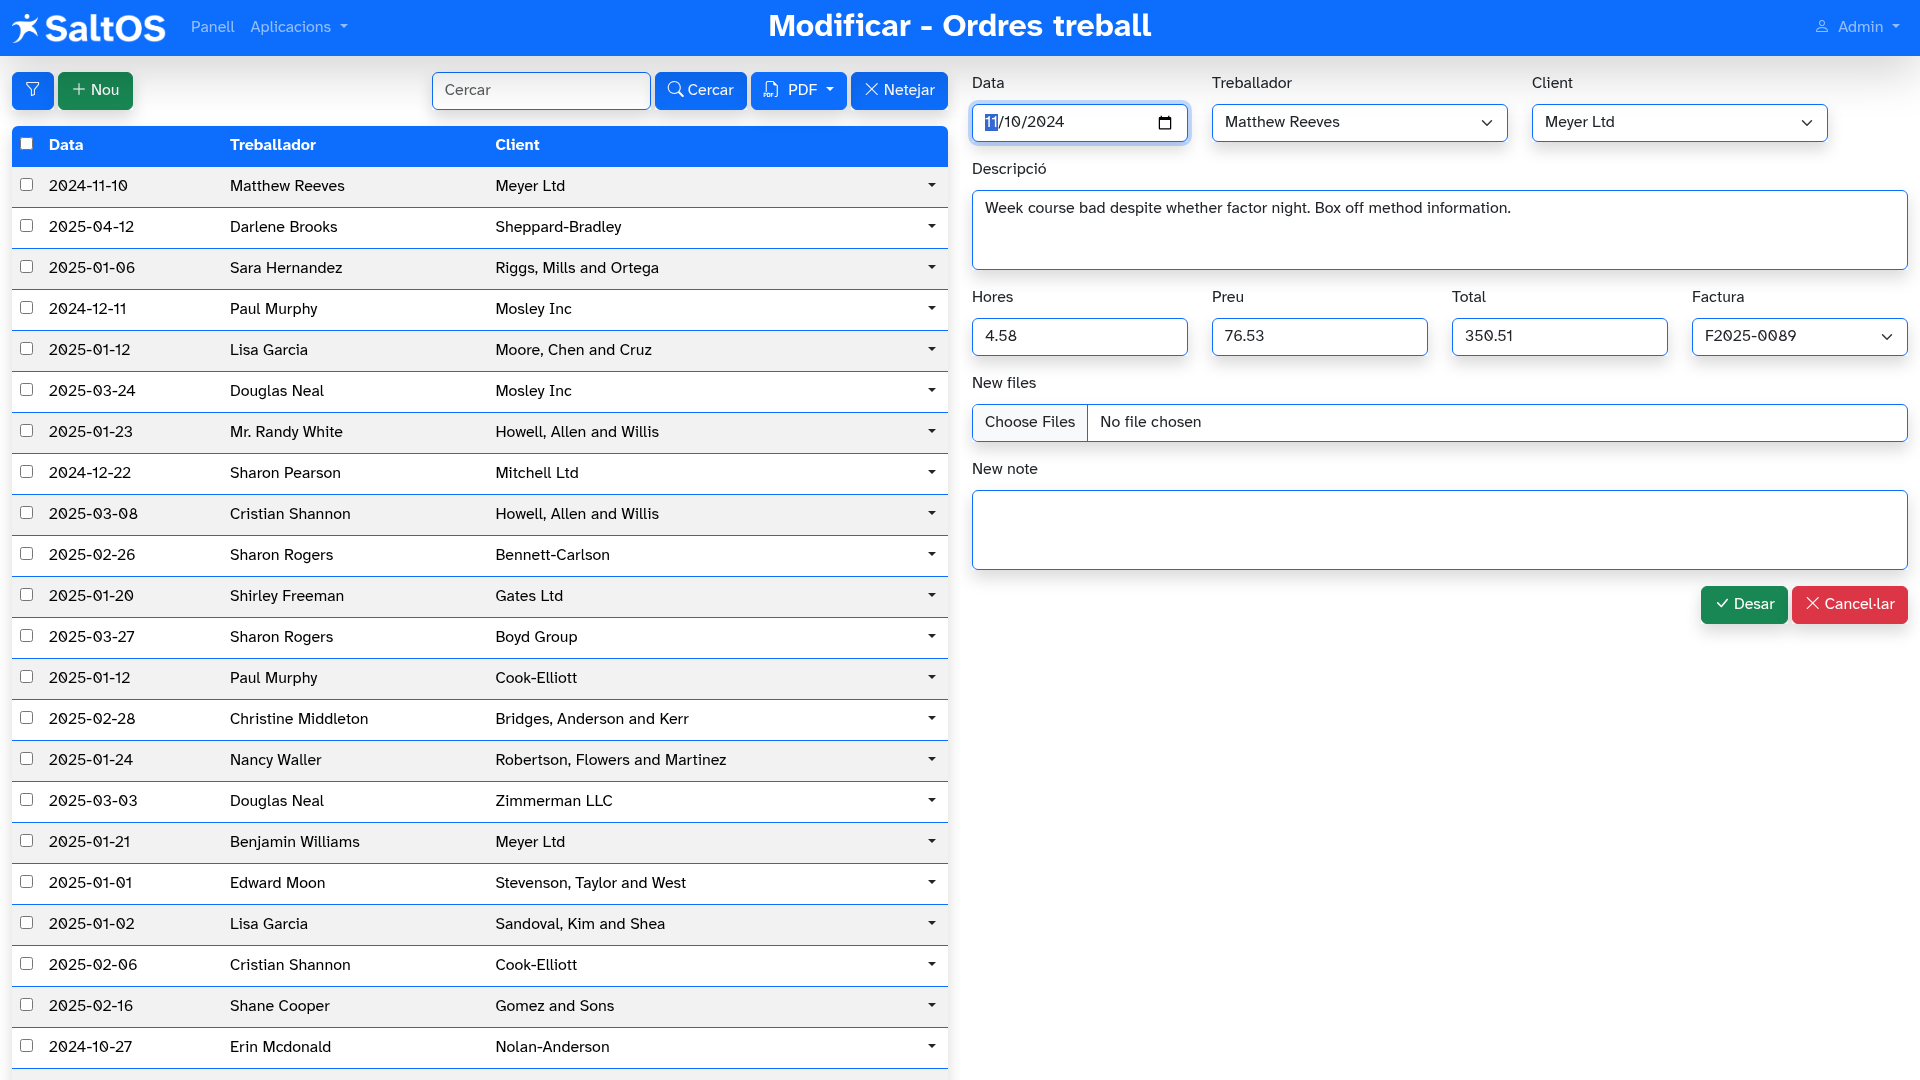 SaltOS Panell Aplicacions Modificar - Ordres treball Admin
Nou Cercar Cercar PDF Netejar
Data Treballador Client
2024-11-10 Matthew Reeves Meyer Ltd
2025-04-12 Darlene Brooks Sheppard-Bradley
2025-01-06 Sara Hernandez Riggs, Mills and Ortega
2024-12-11 Paul Murphy Mosley Inc
2025-01-12 Lisa Garcia Moore, Chen and Cruz
2025-03-24 Douglas Neal Mosley Inc
2025-01-23 Mr. Randy White Howell, Allen and Willis
2024-12-22 Sharon Pearson Mitchell Ltd
2025-03-08 Cristian Shannon Howell, Allen and Willis
2025-02-26 Sharon Rogers Bennett-Carlson
2025-01-20 Shirley Freeman Gates Ltd
2025-03-27 Sharon Rogers Boyd Group
2025-01-12 Paul Murphy Cook-Elliott
2025-02-28 Christine Middleton Bridges, Anderson and Kerr
2025-01-24 Nancy Waller Robertson, Flowers and Martinez
2025-03-03 Douglas Neal Zimmerman LLC
2025-01-21 Benjamin Williams Meyer Ltd
2025-01-01 Edward Moon Stevenson, Taylor and West
2025-01-02 Lisa Garcia Sandoval, Kim and Shea
2025-02-06 Cristian Shannon Cook-Elliott
2025-02-16 Shane Cooper Gomez and Sons
2024-10-27 Erin Mcdonald Nolan-Anderson
Data Treballador Client
11/10/2024 Matthew Reeves Meyer Ltd
Descripció
Week course bad despite whether factor night. Box off method information.
Hores Preu Total Factura
4.58 76.53 350.51 F2025-0089
New files
Choose Files No file chosen
New note
Desar Cancel·lar